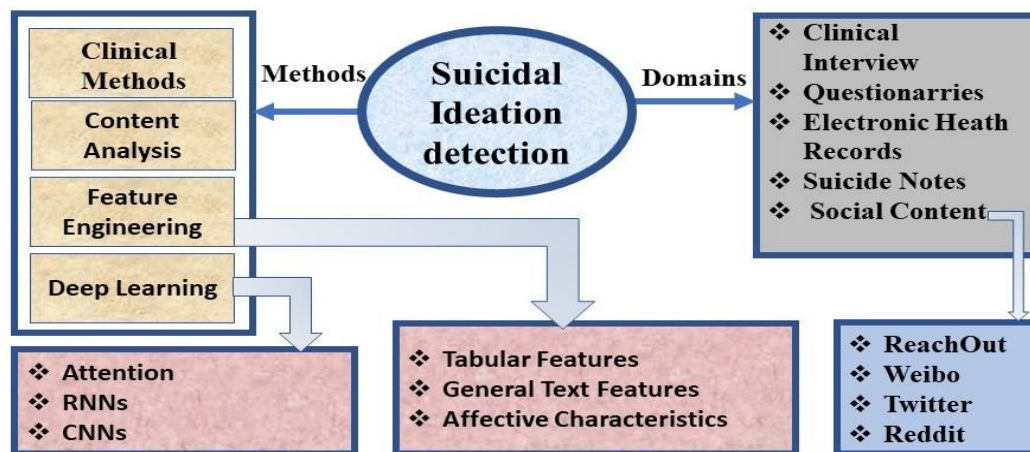 Clinical
Methods
Content
Analysis
Feature
Engineering
Deep Learning
Methods
Suicidal
Ideation
detection
Domains
❖ Clinical
Interview
❖ Questionarries
❖ Electronic Heath
Records
❖ Suicide Notes
❖ Social Content
❖ Attention
❖ RNNs
❖ CNNs
❖ Tabular Features
❖ General Text Features
❖ Affective Characteristics
❖ ReachOut
❖ Weibo
❖ Twitter
❖ Reddit